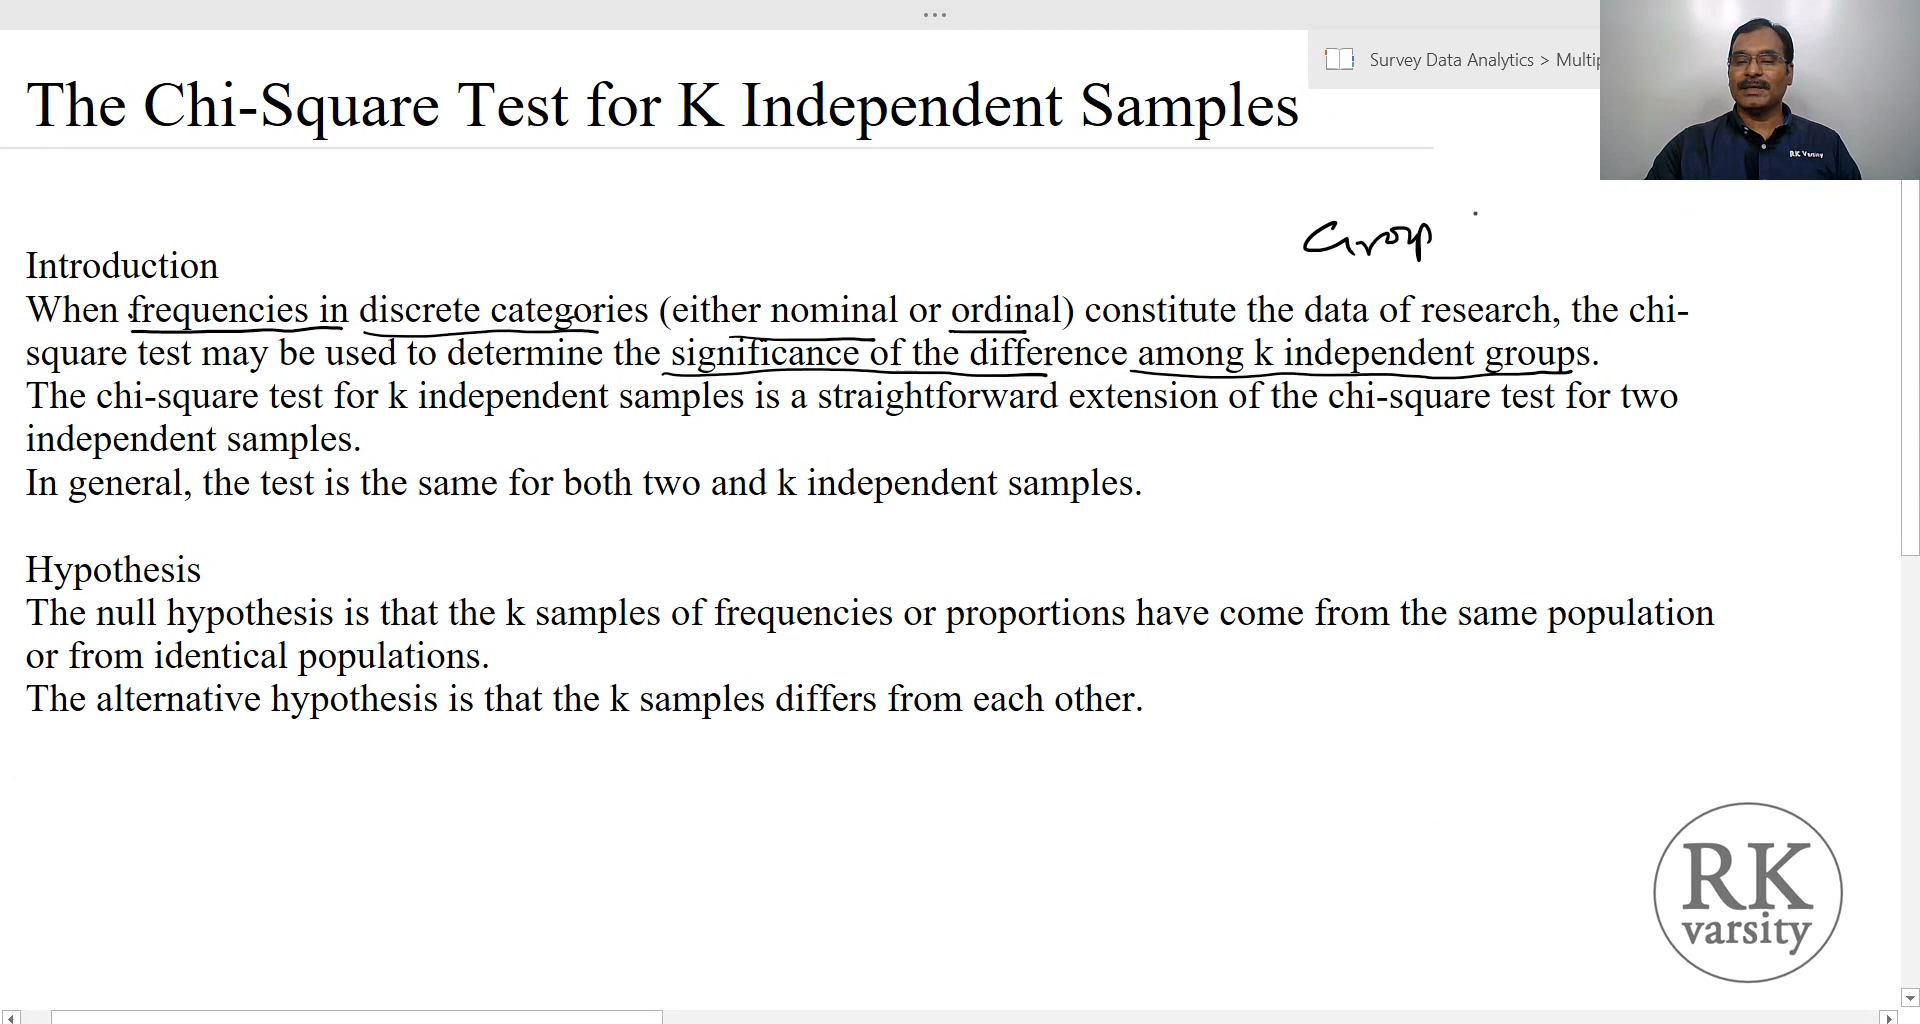 ...
Survey Data Analytics > Multip
The Chi-Square Test for K Independent Samples
RK Varsity
Group
Introduction
When frequencies in discrete categories (either nominal or ordinal) constitute the data of research, the chi-
square test may be used to determine the significance of the difference among k independent groups.
The chi-square test for k independent samples is a straightforward extension of the chi-square test for two
independent samples.
In general, the test is the same for both two and k independent samples.
Hypothesis
The null hypothesis is that the k samples of frequencies or proportions have come from the same population
or from identical populations.
The alternative hypothesis is that the k samples differs from each other.
RK
varsity